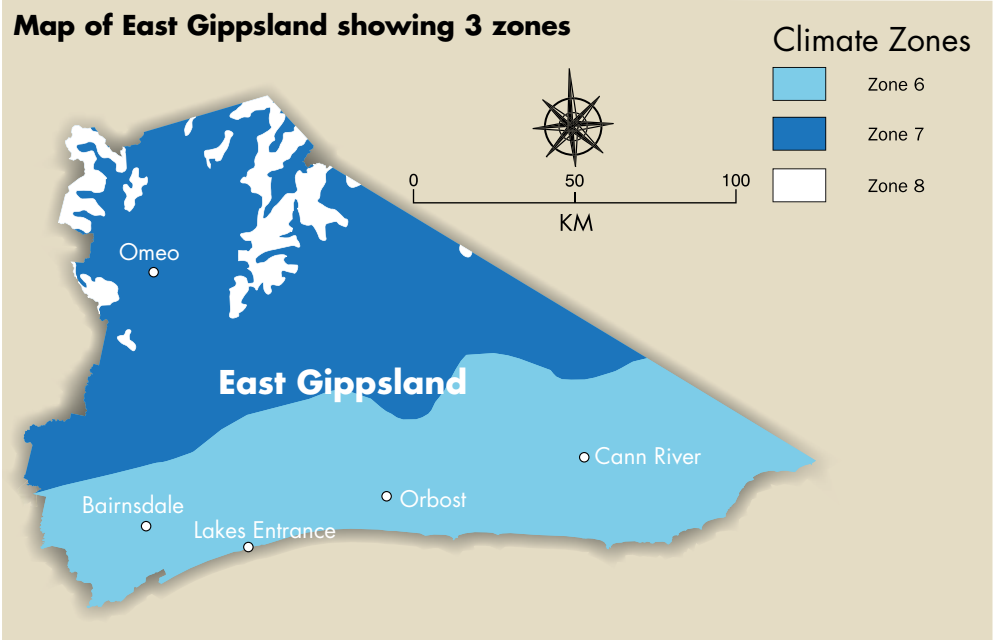 Map of East Gippsland showing 3 zones
Climate Zones
Zone 6
Zone 7
Zone 8
0 50 100
KM
Omeo
East Gippsland
Cann River
Orbost
Bairnsdale
Lakes Entrance